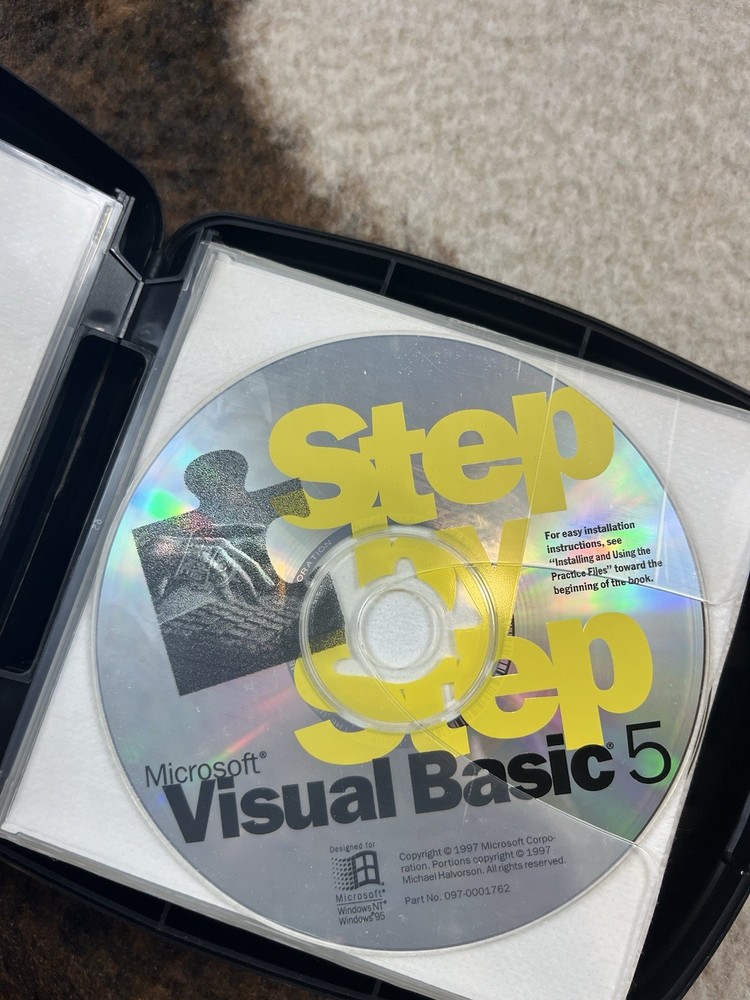 Step
by
Step
For easy installation
instructions, see
“Installing and Using the
Practice Files” toward the
beginning of the book.
Microsoft®
Visual Basic® 5
Designed for
Microsoft®
Windows NT®
Windows®95
Copyright © 1997 Microsoft Corpo-
ration. Portions copyright © 1997
Michael Halvorson. All rights reserved.
Part No. 097-0001762